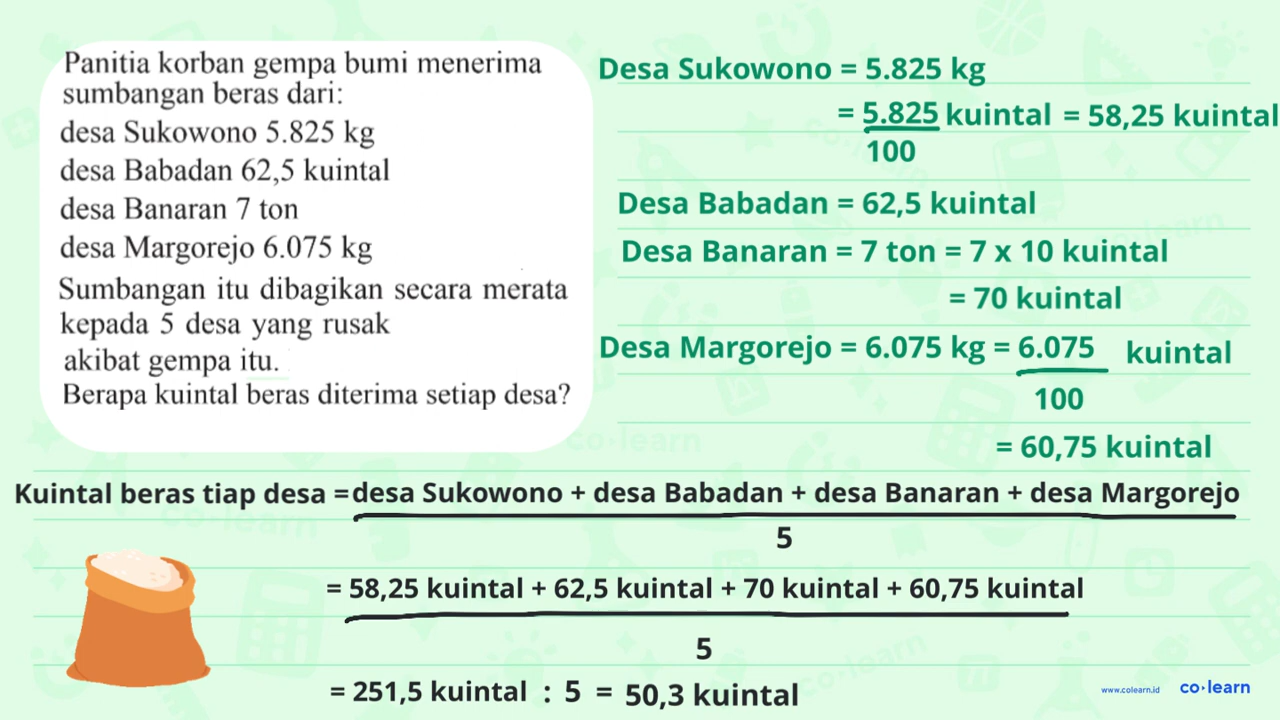 Panitia korban gempa bumi menerima
sumbangan beras dari:
desa Sukowono 5.825 kg
desa Babadan 62,5 kuintal
desa Banaran 7 ton
desa Margorejo 6.075 kg
Sumbangan itu dibagikan secara merata
kepada 5 desa yang rusak
akibat gempa itu.
Berapa kuintal beras diterima setiap desa?
Desa Sukowono = 5.825 kg
= 5.825 kuintal = 58,25 kuintal
100
Desa Babadan = 62,5 kuintal
Desa Banaran = 7 ton = 7 x 10 kuintal
= 70 kuintal
Desa Margorejo = 6.075 kg = 6.075 kuintal
100
= 60,75 kuintal
Kuintal beras tiap desa = desa Sukowono + desa Babadan + desa Banaran + desa Margorejo
5
= 58,25 kuintal + 62,5 kuintal + 70 kuintal + 60,75 kuintal
5
= 251,5 kuintal : 5 = 50,3 kuintal
www.colearn.id co·learn